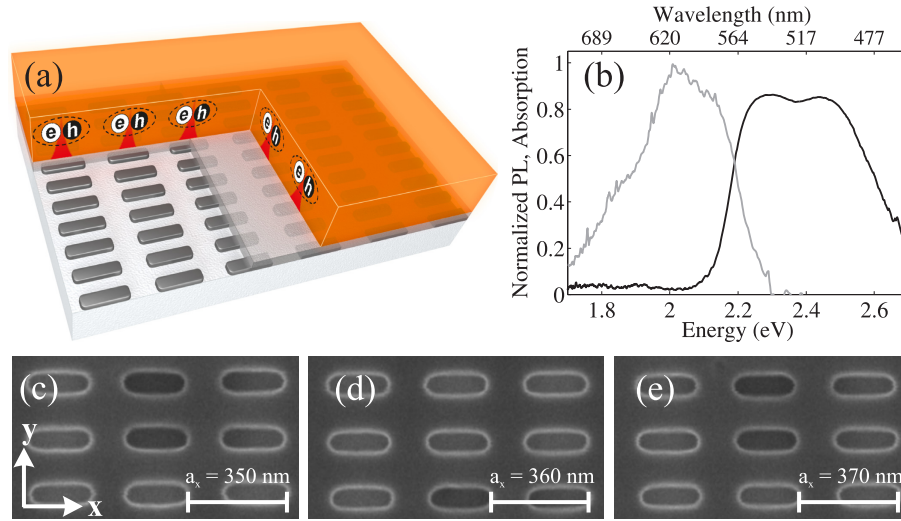 (a)
e h e h e h e h e h
Wavelength (nm)
689 620 564 517 477
(b)
Normalized PL, Absorption
1
0.8
0.6
0.4
0.2
0
1.8 2 2.2 2.4 2.6
Energy (eV)
(c)
y
x
aₓ = 350 nm
(d)
aₓ = 360 nm
(e)
aₓ = 370 nm